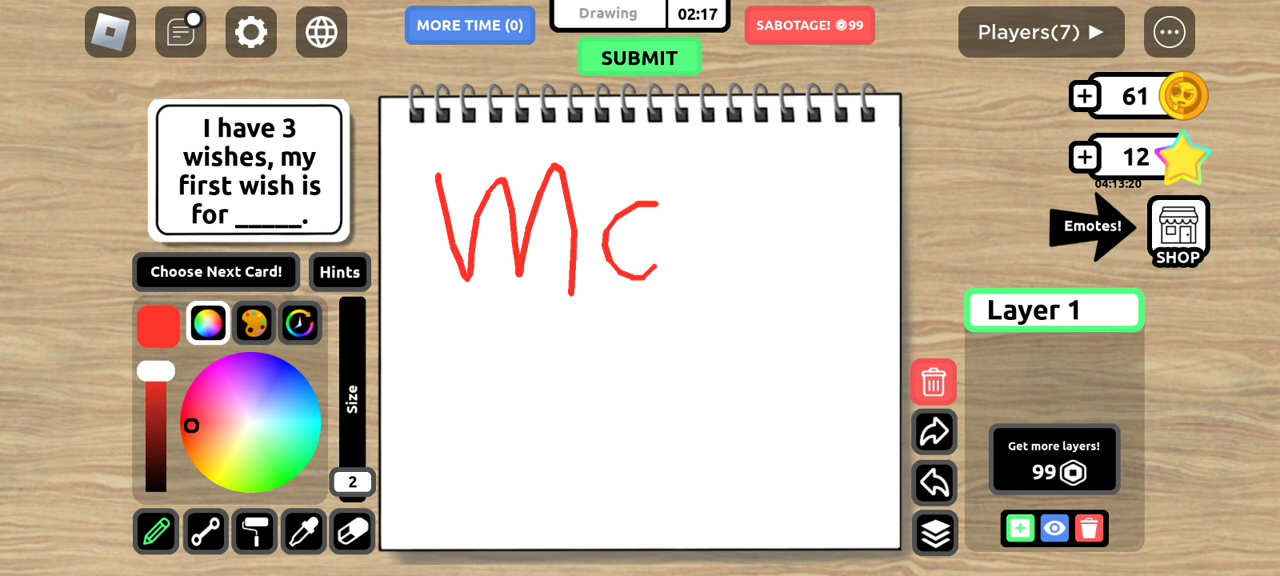 MORE TIME (0)
Drawing
02:17
SABOTAGE! 99
Players(7)
SUBMIT
61
12
04:13:20
Emotes!
SHOP
I have 3
wishes, my
first wish is
for _____.
Choose Next Card!
Hints
Mc
Size
2
Layer 1
Get more layers!
99